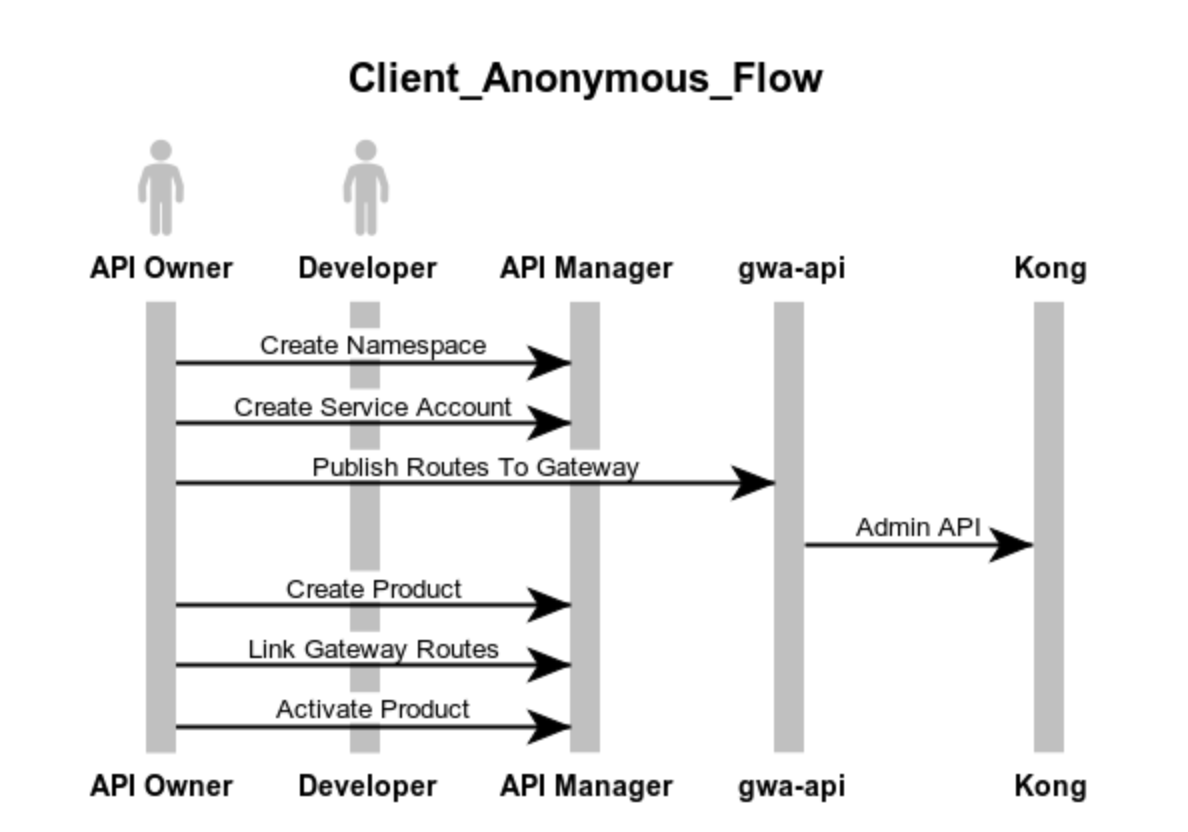 Client_Anonymous_Flow
API Owner Developer API Manager gwa-api Kong
Create Namespace
Create Service Account
Publish Routes To Gateway
Admin API
Create Product
Link Gateway Routes
Activate Product
API Owner Developer API Manager gwa-api Kong